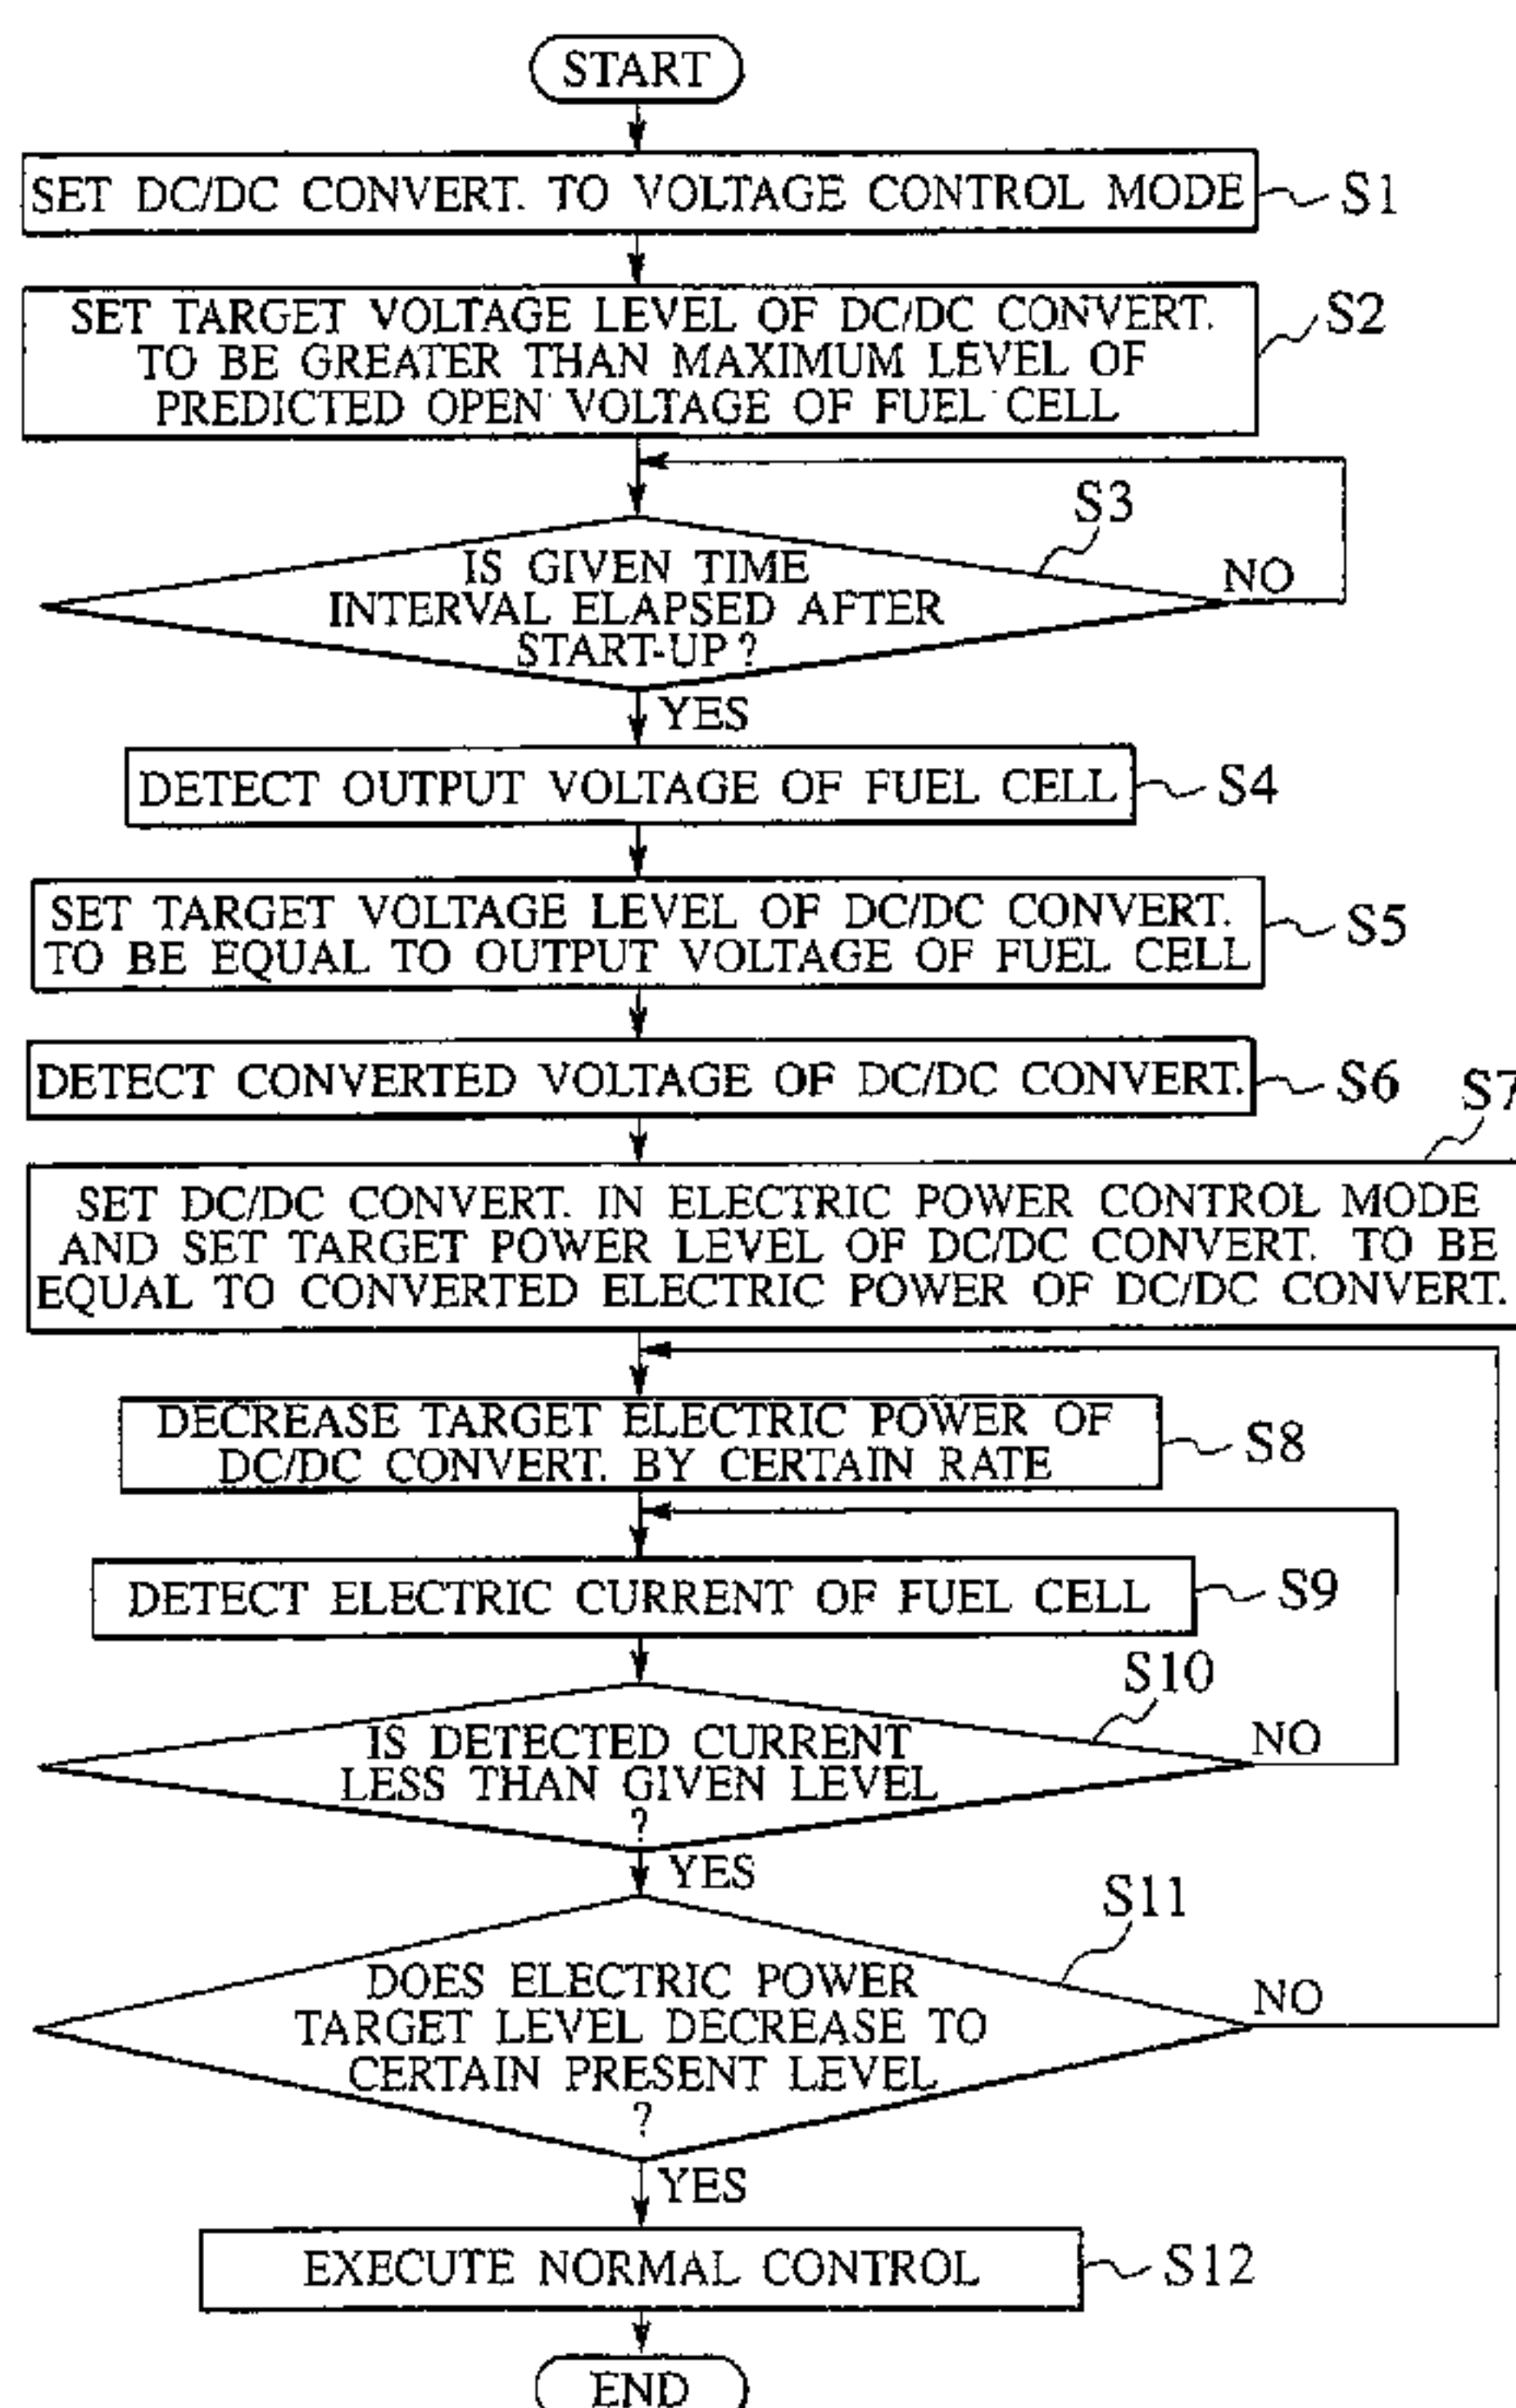 START
SET DC/DC CONVERT. TO VOLTAGE CONTROL MODE
S1
SET TARGET VOLTAGE LEVEL OF DC/DC CONVERT.
TO BE GREATER THAN MAXIMUM LEVEL OF
PREDICTED OPEN VOLTAGE OF FUEL CELL
S2
S3
IS GIVEN TIME
INTERVAL ELAPSED AFTER
START-UP?
NO
YES
DETECT OUTPUT VOLTAGE OF FUEL CELL
S4
SET TARGET VOLTAGE LEVEL OF DC/DC CONVERT.
TO BE EQUAL TO OUTPUT VOLTAGE OF FUEL CELL
S5
DETECT CONVERTED VOLTAGE OF DC/DC CONVERT.
S6
S7
SET DC/DC CONVERT. IN ELECTRIC POWER CONTROL MODE
AND SET TARGET POWER LEVEL OF DC/DC CONVERT. TO BE
EQUAL TO CONVERTED ELECTRIC POWER OF DC/DC CONVERT.
DECREASE TARGET ELECTRIC POWER OF
DC/DC CONVERT. BY CERTAIN RATE
S8
DETECT ELECTRIC CURRENT OF FUEL CELL
S9
S10
IS DETECTED CURRENT
LESS THAN GIVEN LEVEL
?
NO
YES
S11
DOES ELECTRIC POWER
TARGET LEVEL DECREASE TO
CERTAIN PRESENT LEVEL
?
NO
YES
EXECUTE NORMAL CONTROL
S12
END